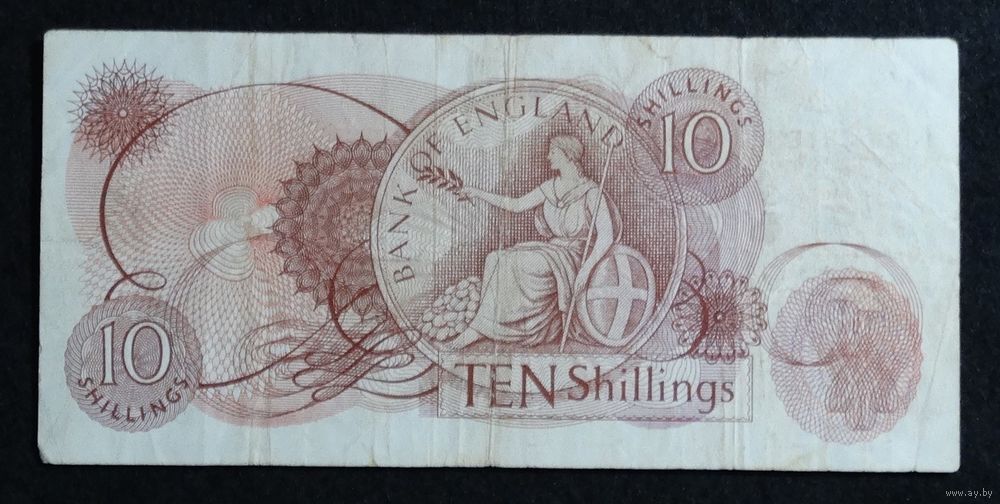 BANK OF ENGLAND
SHILLINGS
10
10
SHILLINGS
TEN Shillings
www.ay.by